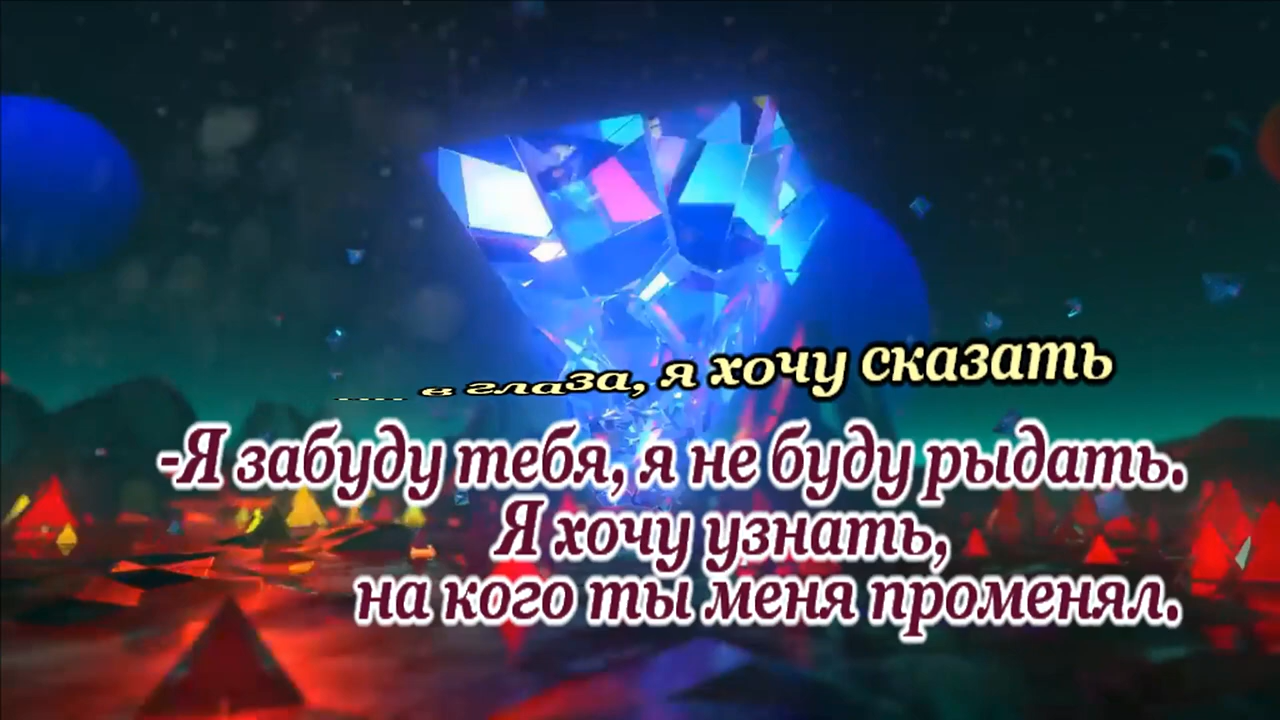 в глаза, я хочу сказать
-Я забуду тебя, я не буду рыдать.
Я хочу узнать,
на кого ты меня променял.